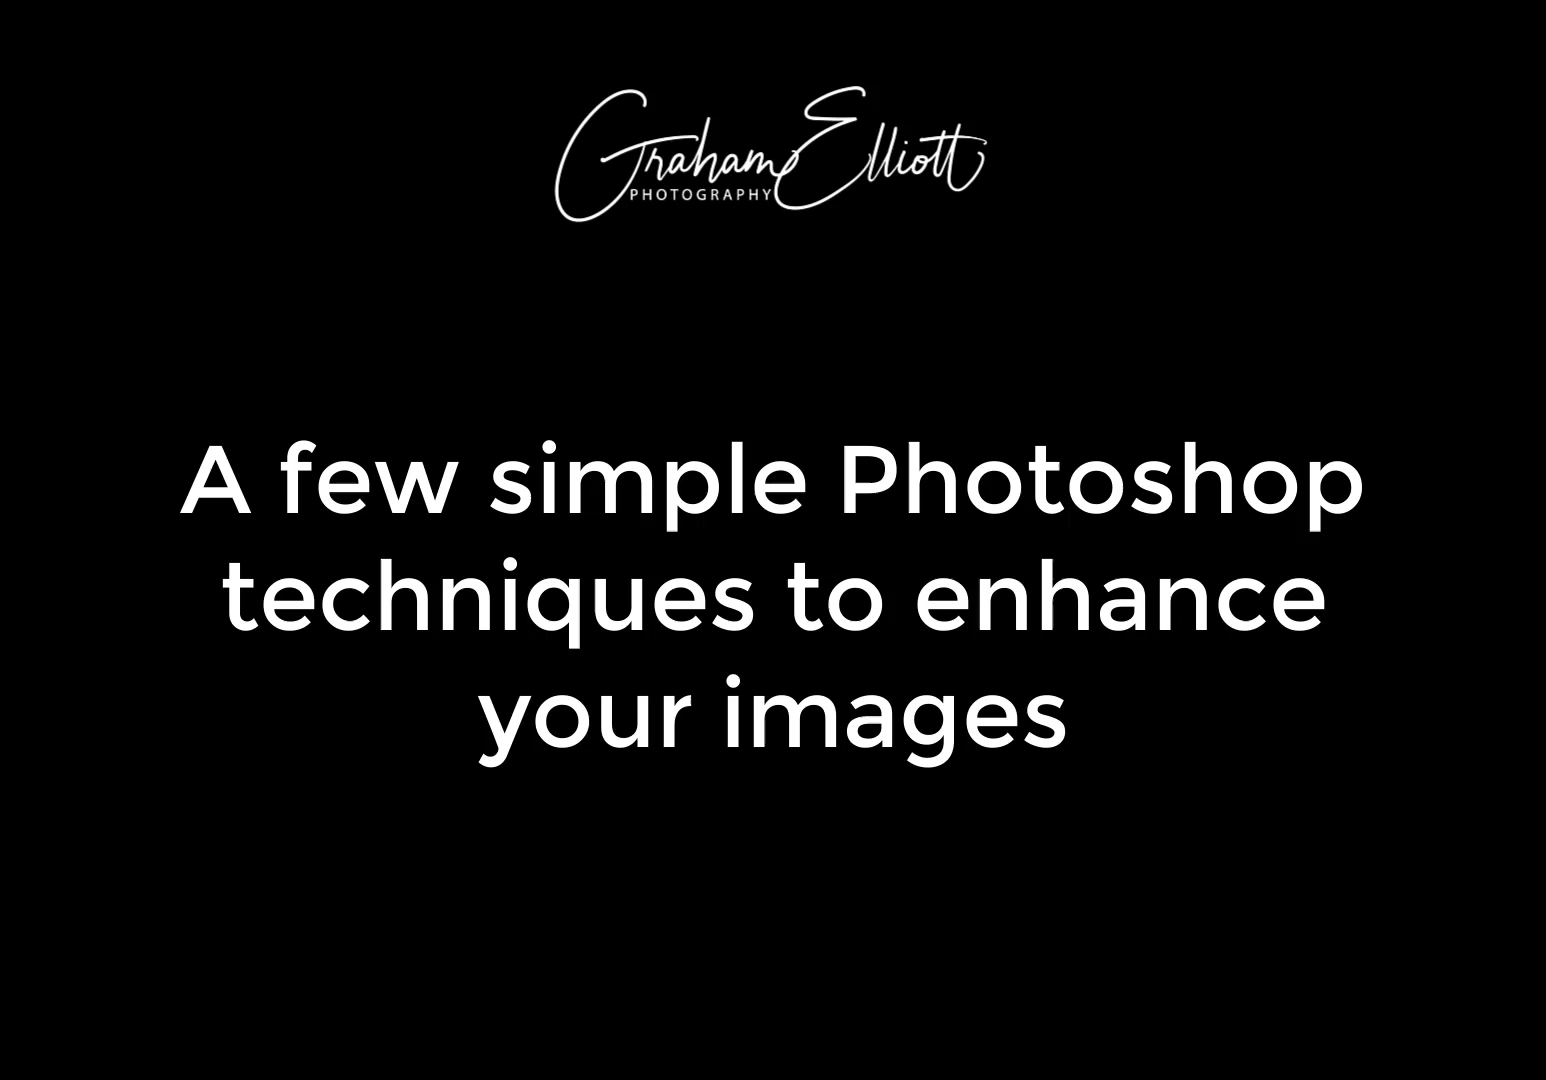 Graham Elliott
PHOTOGRAPHY
A few simple Photoshop
techniques to enhance
your images